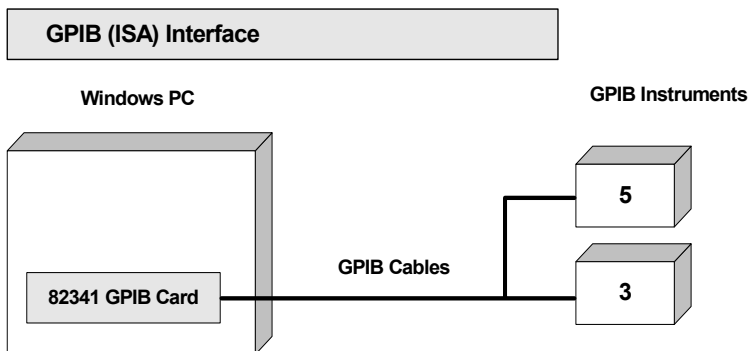 GPIB (ISA) Interface
Windows PC
GPIB Instruments
5
GPIB Cables
82341 GPIB Card
3